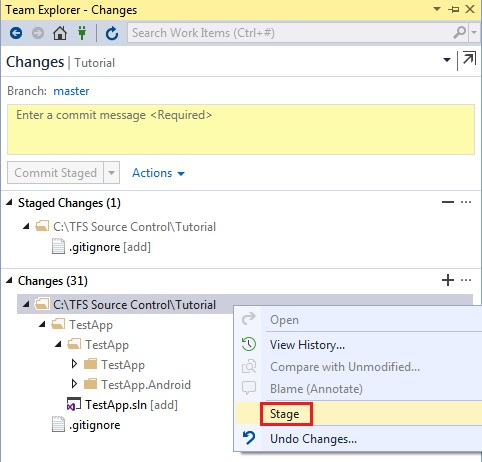 Team Explorer - Changes
Search Work Items (Ctrl+#)
Changes | Tutorial
Branch: master
Enter a commit message <Required>
Commit Staged
Actions
Staged Changes (1)
C:\TFS Source Control\Tutorial
.gitignore [add]
Changes (31)
C:\TFS Source Control\Tutorial
TestApp
TestApp
TestApp
TestApp.Android
TestApp.sln [add]
.gitignore
Open
View History...
Compare with Unmodified...
Blame (Annotate)
Stage
Undo Changes...